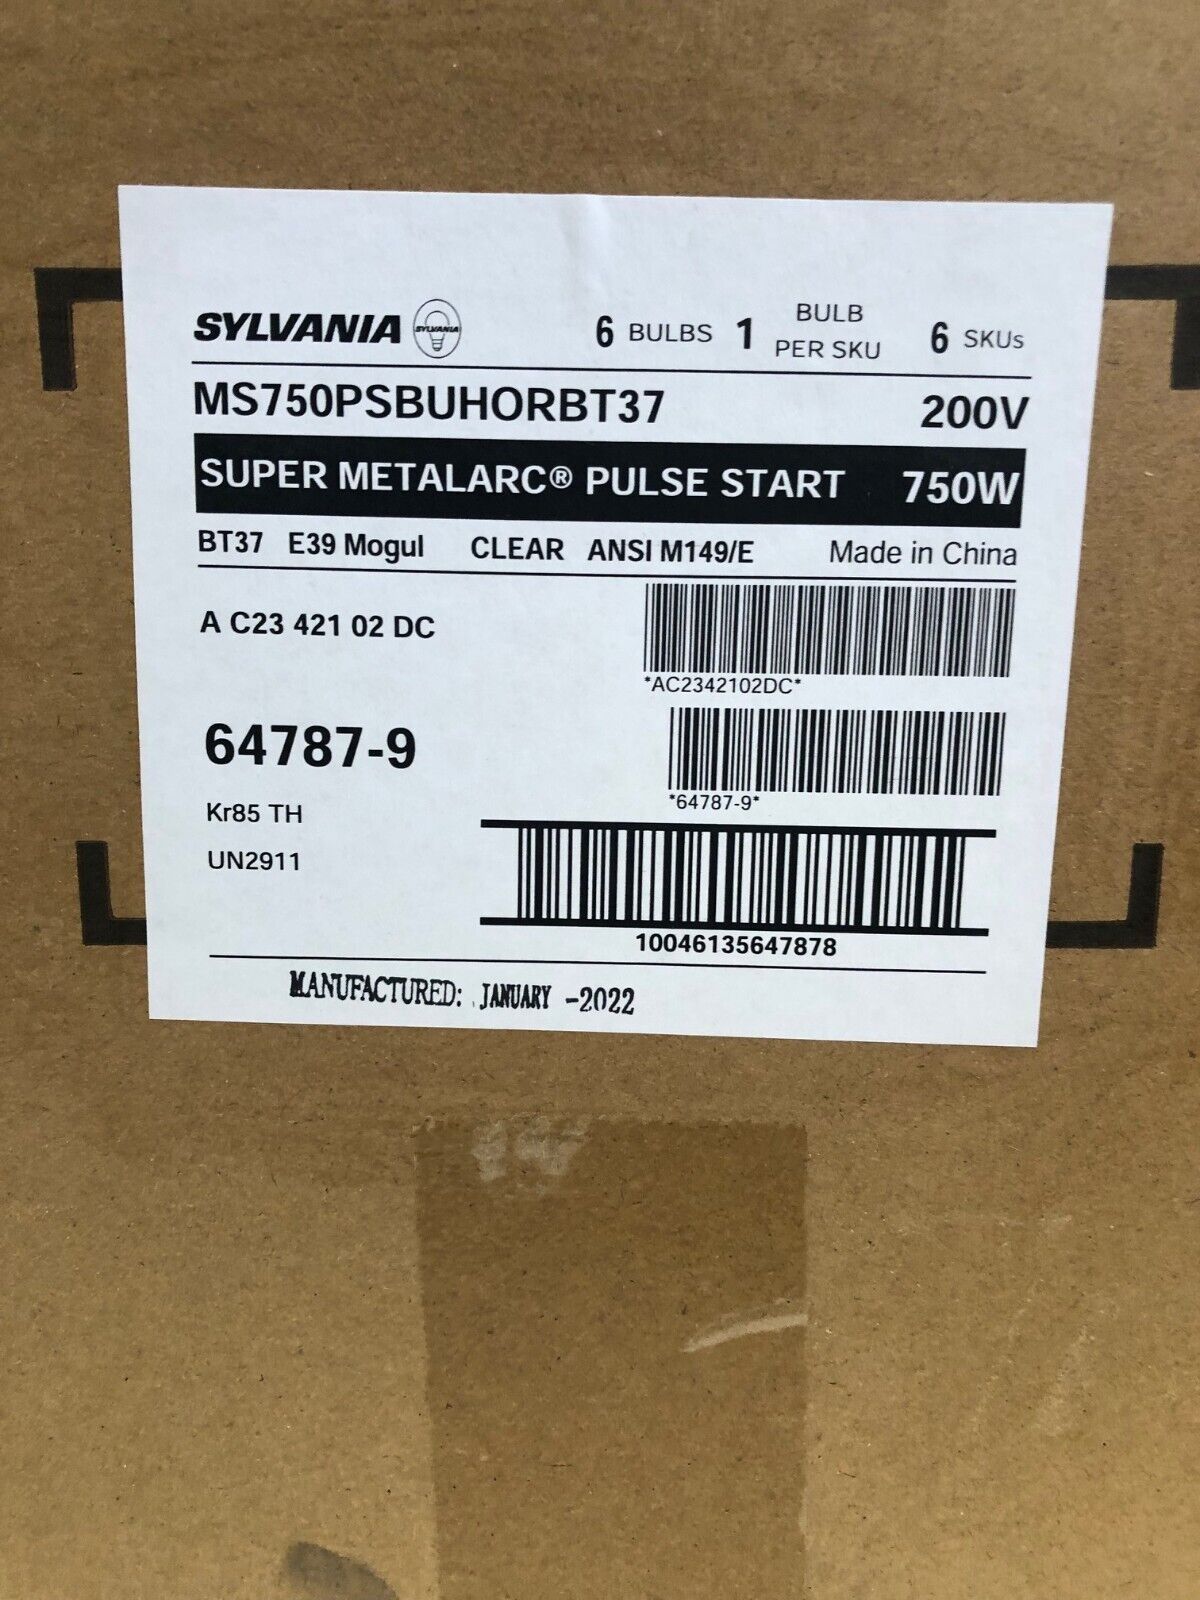 SYLVANIA SYLVANIA 6 BULBS 1 BULB PER SKU 6 SKUs
MS750PSBUHORBT37 200V
SUPER METALARC® PULSE START 750W
BT37 E39 Mogul CLEAR ANSI M149/E Made in China
A C23 421 02 DC
*AC2342102DC*
64787-9
*64787-9*
Kr85 TH
UN2911
10046135647878
MANUFACTURED: JANUARY -2022